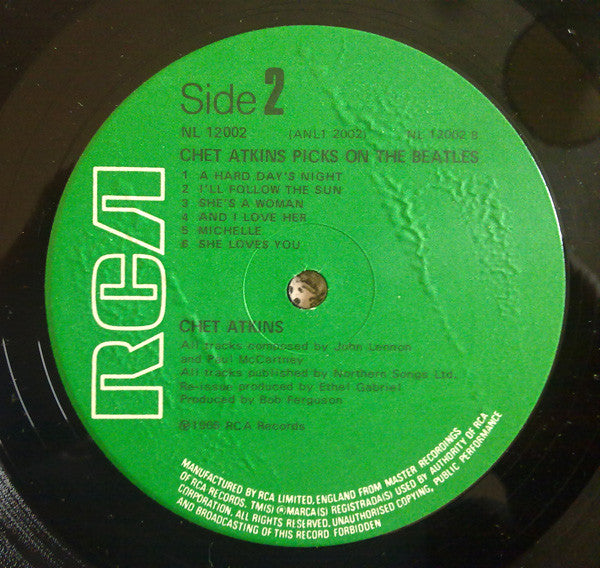 Side 2
NL 12002 (ANL1 2002) NL 12002 B
CHET ATKINS PICKS ON THE BEATLES
1 A HARD DAY'S NIGHT
2 I'LL FOLLOW THE SUN
3 SHE'S A WOMAN
4 AND I LOVE HER
5 MICHELLE
6 SHE LOVES YOU
RCA
CHET ATKINS
All tracks composed by John Lennon
and Paul McCartney
All tracks published by Northern Songs Ltd.
Re-issue produced by Ethel Gabriel
Produced by Bob Ferguson
℗1966 RCA Records
MANUFACTURED BY RCA LIMITED, ENGLAND FROM MASTER RECORDINGS
OF RCA RECORDS. TM(S) ®MARCA(S) REGISTRADA(S) USED BY AUTHORITY OF RCA
CORPORATION. ALL RIGHTS RESERVED. UNAUTHORISED COPYING, PUBLIC PERFORMANCE
AND BROADCASTING OF THIS RECORD FORBIDDEN